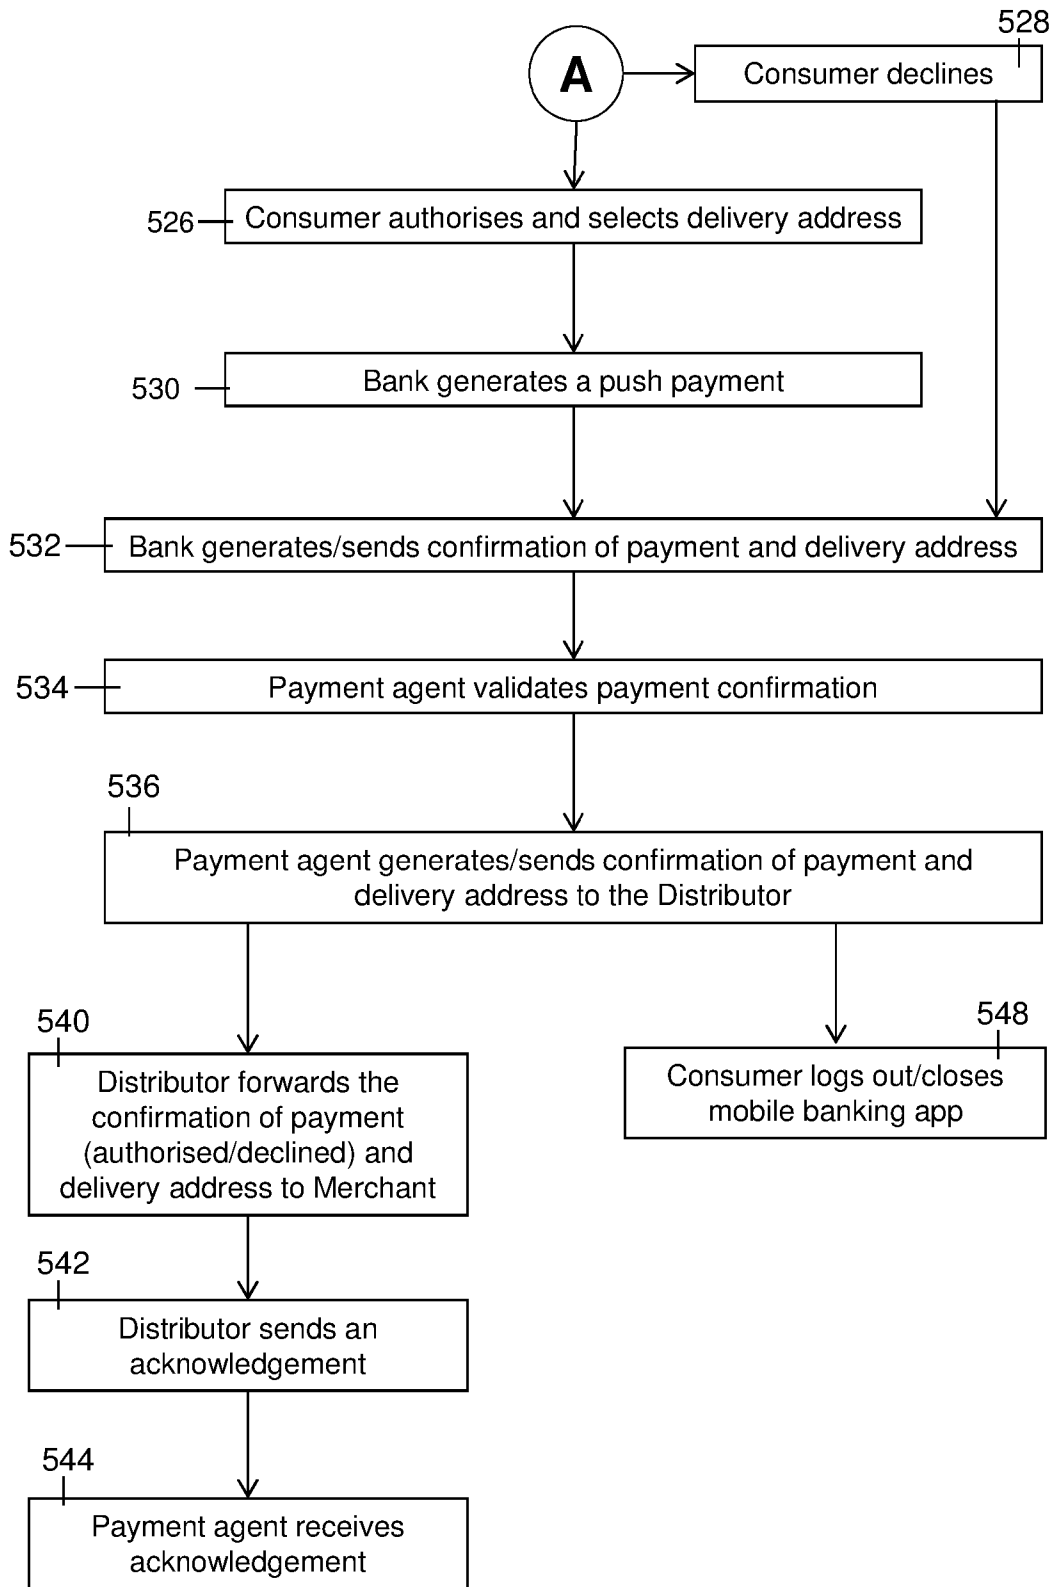 528
A
Consumer declines
526
Consumer authorises and selects delivery address
530
Bank generates a push payment
532
Bank generates/sends confirmation of payment and delivery address
534
Payment agent validates payment confirmation
536
Payment agent generates/sends confirmation of payment and
delivery address to the Distributor
540
Distributor forwards the
confirmation of payment
(authorised/declined) and
delivery address to Merchant
548
Consumer logs out/closes
mobile banking app
542
Distributor sends an
acknowledgement
544
Payment agent receives
acknowledgement